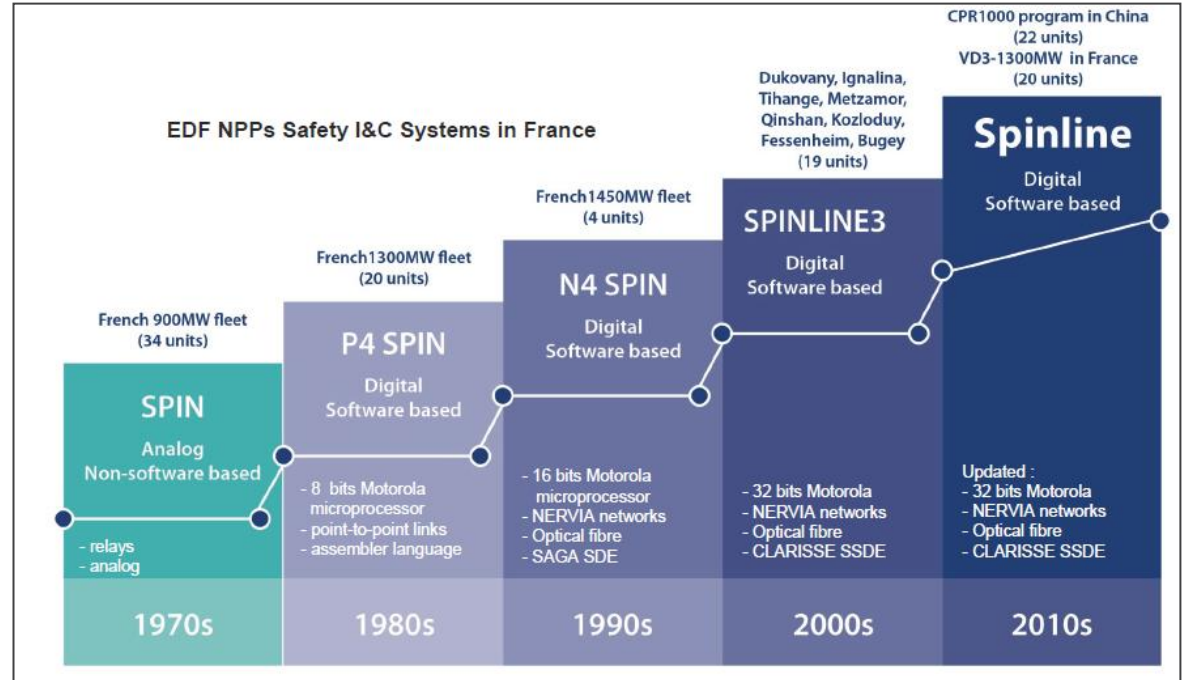 EDF NPPs Safety I&C Systems in France
French 900MW fleet
(34 units)
SPIN
Analog
Non-software based
- relays
- analog
1970s
French1300MW fleet
(20 units)
P4 SPIN
Digital
Software based
- 8 bits Motorola
microprocessor
- point-to-point links
- assembler language
1980s
French1450MW fleet
(4 units)
N4 SPIN
Digital
Software based
- 16 bits Motorola
microprocessor
- NERVIA networks
- Optical fibre
- SAGA SDE
1990s
Dukovany, Ignalina,
Tihange, Metzamor,
Qinshan, Kozloduy,
Fessenheim, Bugey
(19 units)
SPINLINE3
Digital
Software based
- 32 bits Motorola
- NERVIA networks
- Optical fibre
- CLARISSE SSDE
2000s
CPR1000 program in China
(22 units)
VD3-1300MW in France
(20 units)
Spinline
Digital
Software based
Updated :
- 32 bits Motorola
- NERVIA networks
- Optical fibre
- CLARISSE SSDE
2010s